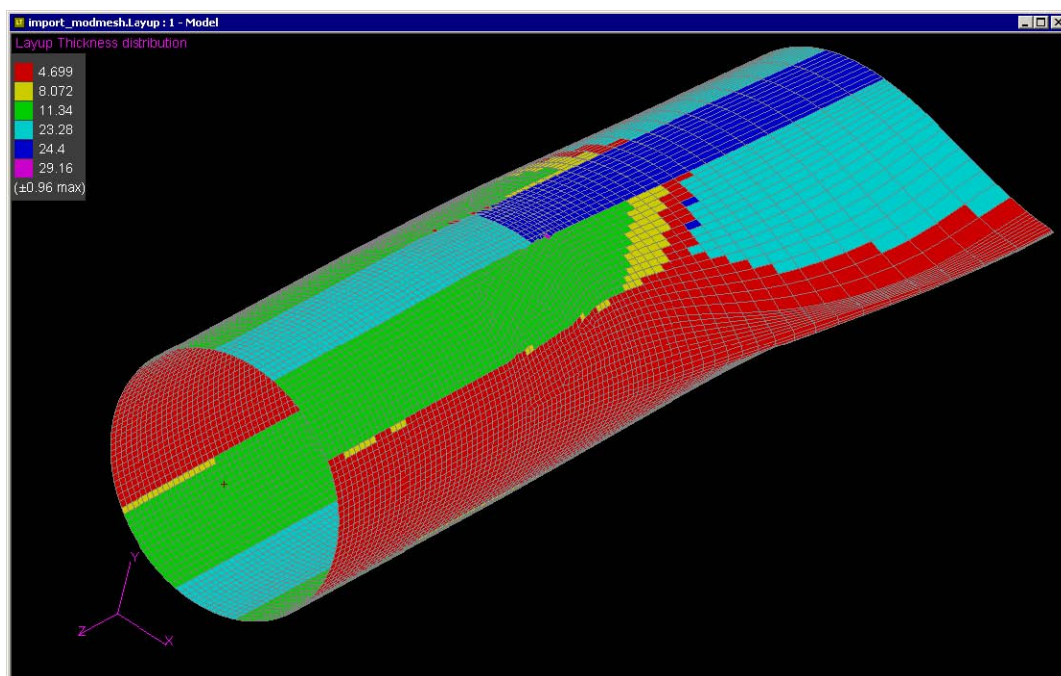 import_modmesh.Layup : 1 - Model
Layup Thickness distribution
4.699
8.072
11.34
23.28
24.4
29.16
(±0.96 max)
Y
Z
X